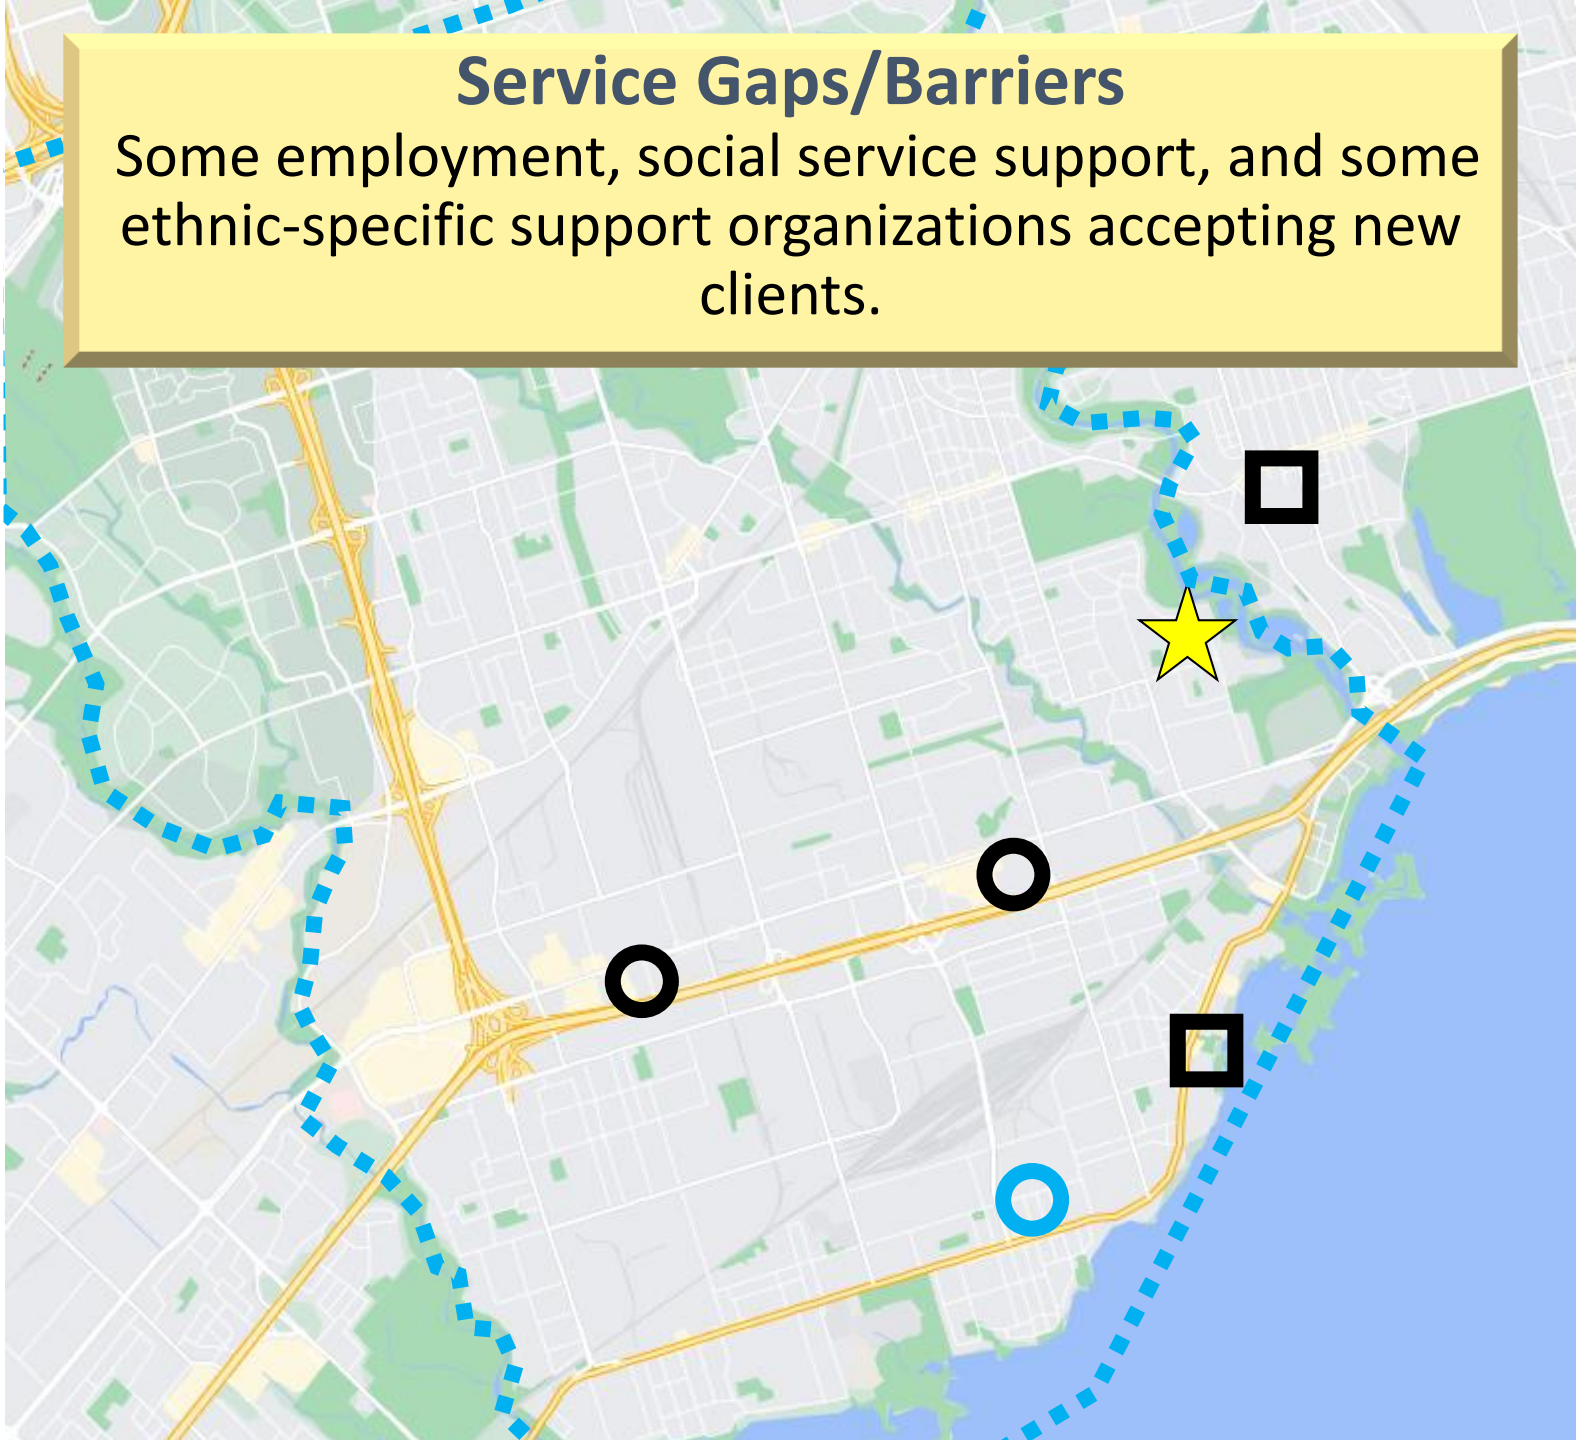 Service Gaps/Barriers
Some employment, social service support, and some
ethnic-specific support organizations accepting new
clients.